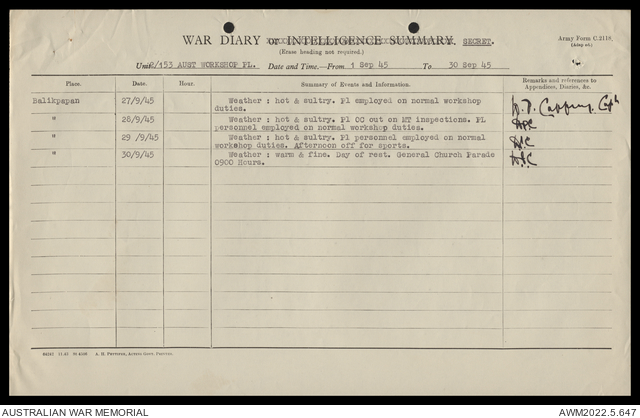 WAR DIARY or INTELLIGENCE SUMMARY. SECRET.
Army Form C.2118.
(Erase heading not required.)
(Adapted).
Unit 2/153 AUST WORKSHOP PL. Date and Time—From 1 Sep 45 To 30 Sep 45
Place. Date. Hour. Summary of Events and Information. Remarks and references to Appendices, Diaries, &c.
Balikpapan 27/9/45 Weather : hot & sultry. Pl employed on normal workshop
duties.
" 28/9/45 Weather : hot & sultry. Pl OC out on MT inspections. PL
personnel employed on normal workshop duties.
" 29 /9/45 Weather : hot & sultry. Pl personnel employed on normal
workshop duties. Afternoon off for sports.
" 30/9/45 Weather : warm & fine. Day of rest. General Church Parade
0900 Hours.
A. H. Pettifer, Acting Govt. Printer.
AUSTRALIAN WAR MEMORIAL
AWM2022.5.647